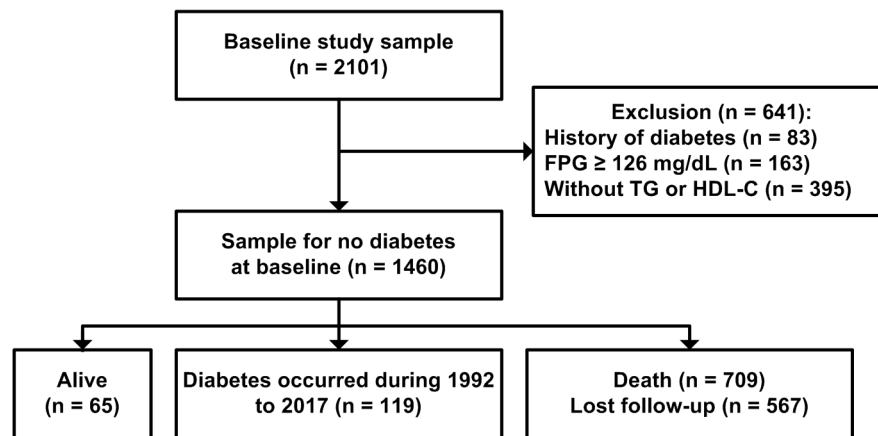 Baseline study sample
(n = 2101)
Exclusion (n = 641):
History of diabetes (n = 83)
FPG ≥ 126 mg/dL (n = 163)
Without TG or HDL-C (n = 395)
Sample for no diabetes
at baseline (n = 1460)
Alive
(n = 65)
Diabetes occurred during 1992
to 2017 (n = 119)
Death (n = 709)
Lost follow-up (n = 567)